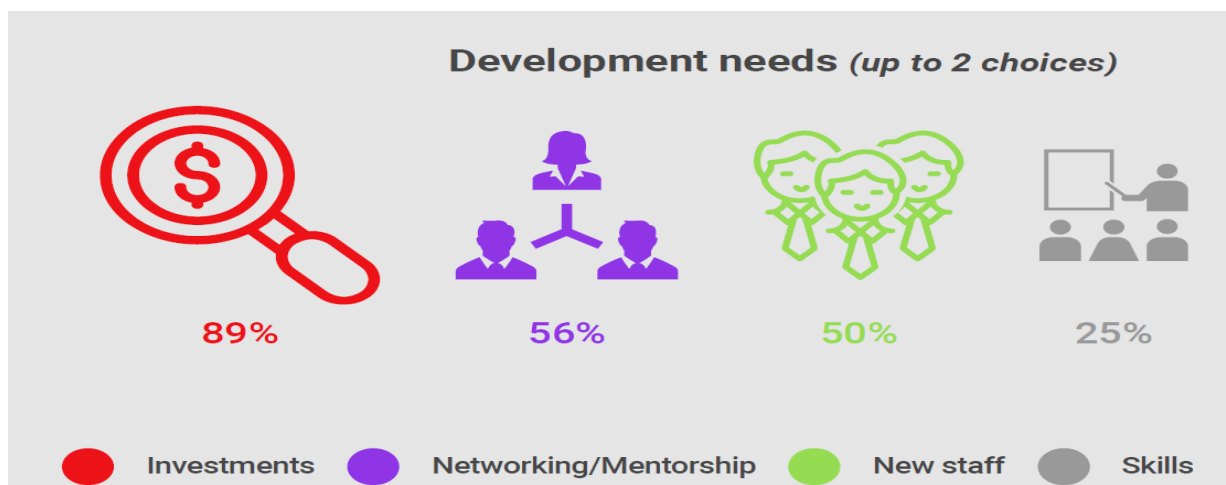 Development needs (up to 2 choices)
$
89% 56% 50% 25%
Investments Networking/Mentorship New staff Skills